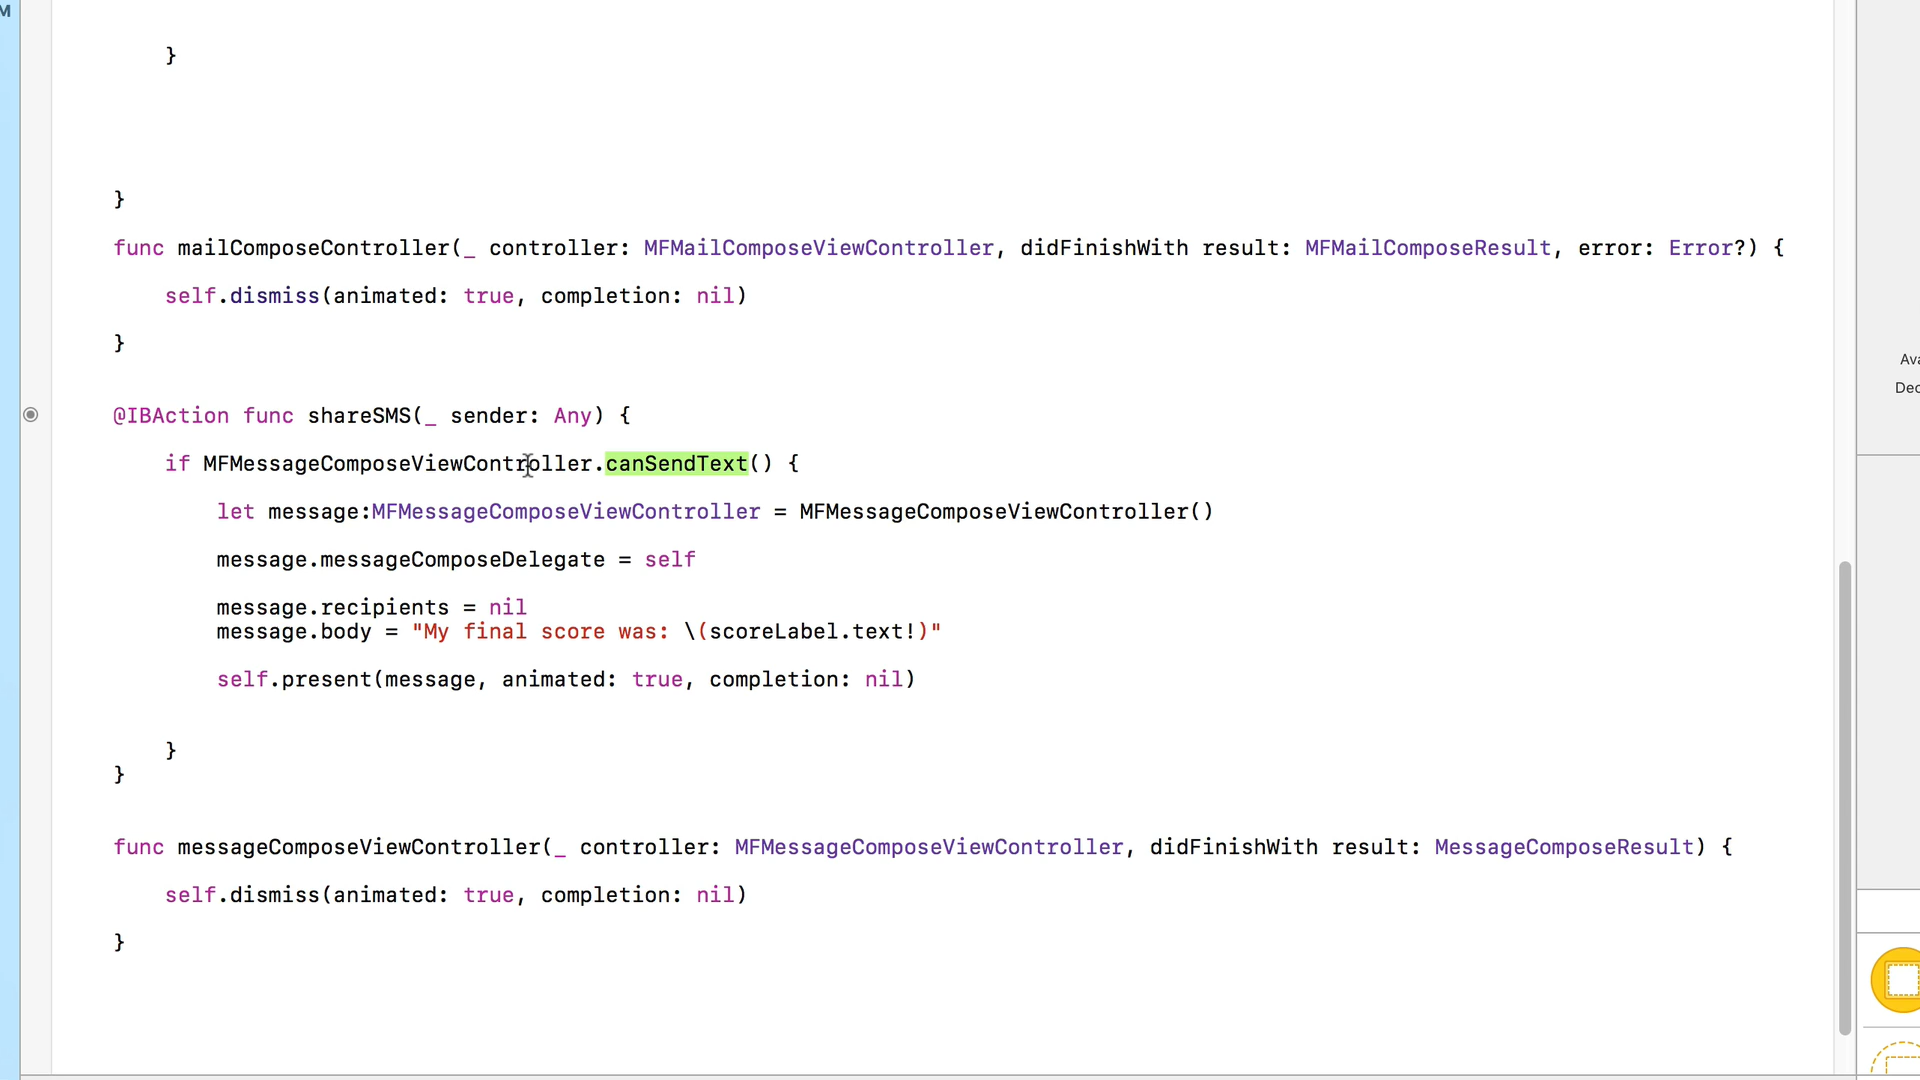 M
}
}
func mailComposeController(_ controller: MFMailComposeViewController, didFinishWith result: MFMailComposeResult, error: Error?) {
self.dismiss(animated: true, completion: nil)
}
@IBAction func shareSMS(_ sender: Any) {
if MFMessageComposeViewController.canSendText() {
let message:MFMessageComposeViewController = MFMessageComposeViewController()
message.messageComposeDelegate = self
message.recipients = nil
message.body = "My final score was: \(scoreLabel.text!)"
self.present(message, animated: true, completion: nil)
}
}
func messageComposeViewController(_ controller: MFMessageComposeViewController, didFinishWith result: MessageComposeResult) {
self.dismiss(animated: true, completion: nil)
}
Ava
Dec